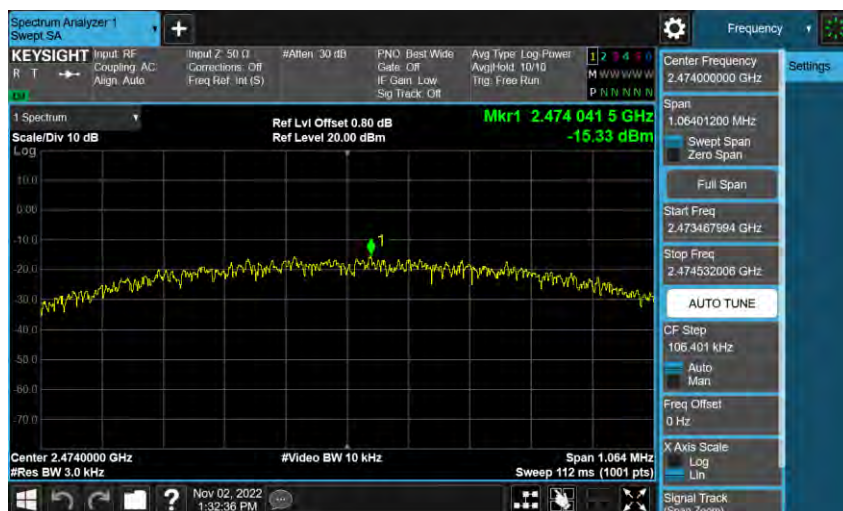 Spectrum Analyzer 1
Swept SA
Frequency
KEYSIGHT
R T
Input: RF
Coupling: AC
Align: Auto
Input Z: 50 Ω
Corrections: Off
Freq Ref: Int (S)
#Atten: 30 dB
PNO: Best Wide
Gate: Off
IF Gain: Low
Sig Track: Off
Avg Type: Log-Power
Avg|Hold: 10/10
Trig: Free Run
1 2 3 4 5 6
M W W W W W
P N N N N N
Settings
1 Spectrum
Scale/Div 10 dB
Log
Ref Lvl Offset 0.80 dB
Ref Level 20.00 dBm
Mkr1 2.474 041 5 GHz
-15.33 dBm
10.0
0.00
-10.0
-20.0
-30.0
-40.0
-50.0
-60.0
-70.0
1
Center 2.4740000 GHz
#Res BW 3.0 kHz
#Video BW 10 kHz
Span 1.064 MHz
Sweep 112 ms (1001 pts)
Nov 02, 2022
1:32:36 PM
Center Frequency
2.474000000 GHz
Span
1.06401200 MHz
Swept Span
Zero Span
Full Span
Start Freq
2.473467994 GHz
Stop Freq
2.474532006 GHz
AUTO TUNE
CF Step
106.401 kHz
Auto
Man
Freq Offset
0 Hz
X Axis Scale
Log
Lin
Signal Track
(Span Zoom)